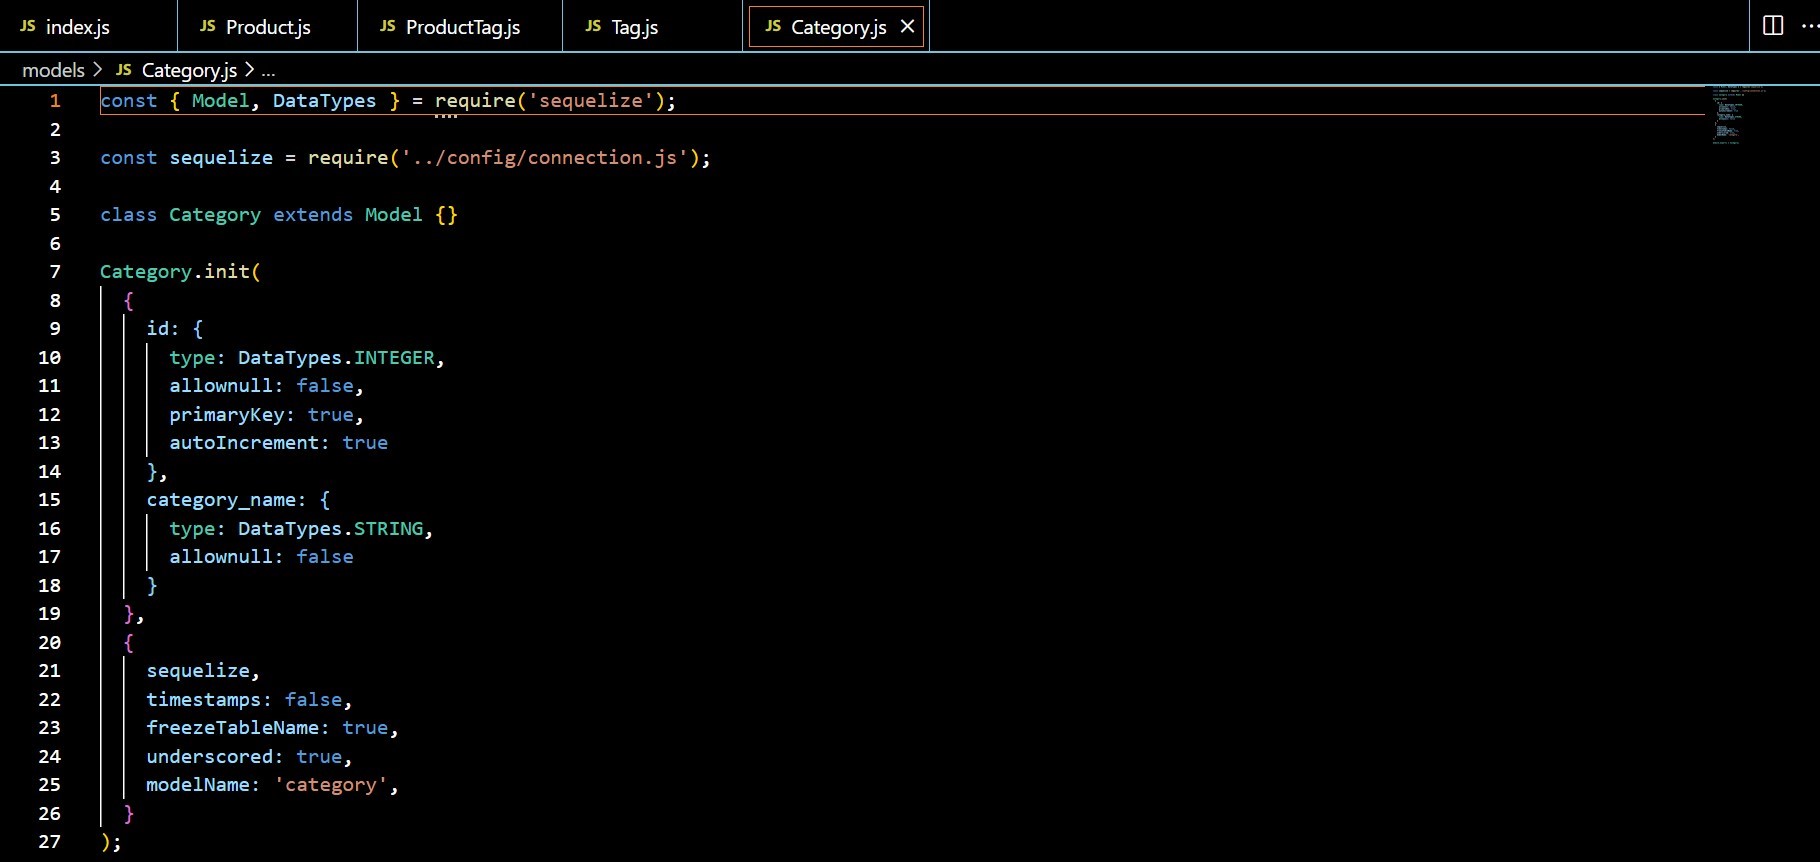 JS index.js JS Product.js JS ProductTag.js JS Tag.js JS Category.js
models > JS Category.js > ...
1 const { Model, DataTypes } = require('sequelize');
2
3 const sequelize = require('../config/connection.js');
4
5 class Category extends Model {}
6
7 Category.init(
8 {
9 id: {
10 type: DataTypes.INTEGER,
11 allownull: false,
12 primaryKey: true,
13 autoIncrement: true
14 },
15 category_name: {
16 type: DataTypes.STRING,
17 allownull: false
18 }
19 },
20 {
21 sequelize,
22 timestamps: false,
23 freezeTableName: true,
24 underscored: true,
25 modelName: 'category',
26 }
27 );